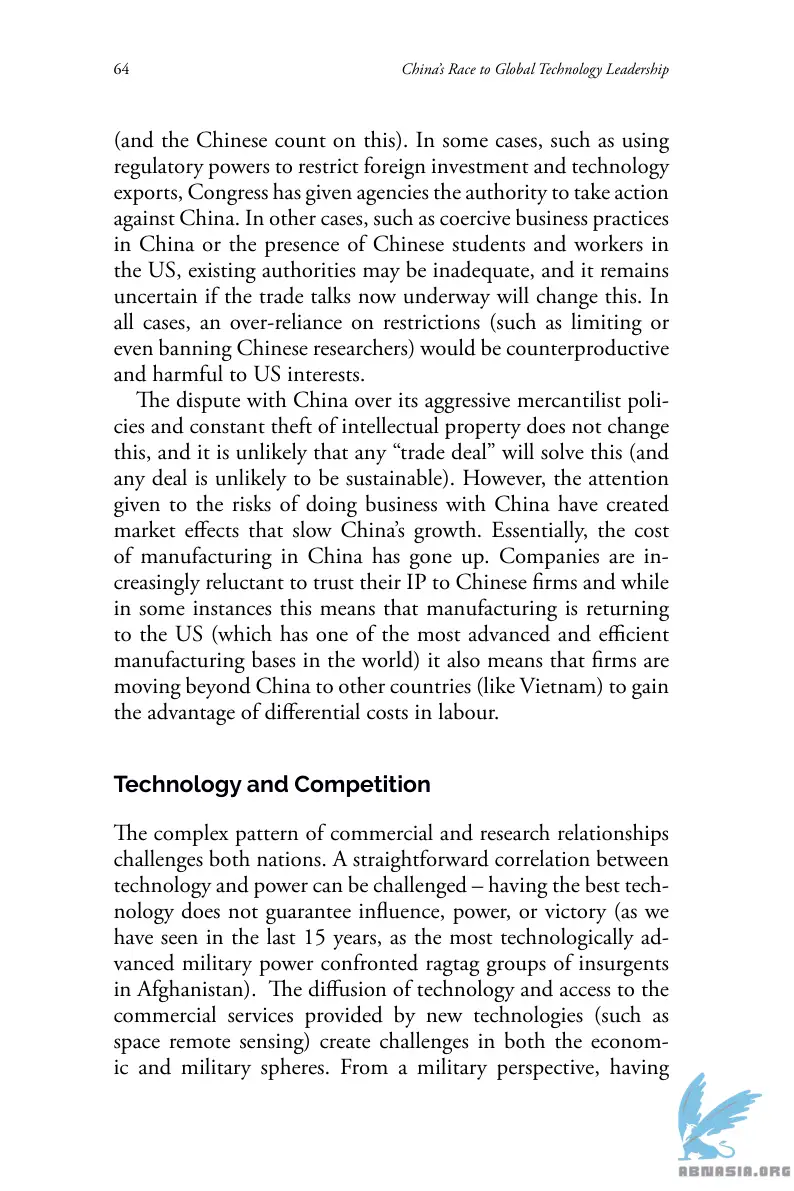 64
China's Race to Global Technology Leadership
(and the Chinese count on this). In some cases, such as using
regulatory powers to restrict foreign investment and technology
exports, Congress has given agencies the authority to take action
against China. In other cases, such as coercive business practices
in China or the presence of Chinese students and workers in
the US, existing authorities may be inadequate, and it remains
uncertain if the trade talks now underway will change this. In
all cases, an over-reliance on restrictions (such as limiting or
even banning Chinese researchers) would be counterproductive
and harmful to US interests.
The dispute with China over its aggressive mercantilist poli-
cies and constant theft of intellectual property does not change
this, and it is unlikely that any “trade deal” will solve this (and
any deal is unlikely to be sustainable). However, the attention
given to the risks of doing business with China have created
market effects that slow China’s growth. Essentially, the cost
of manufacturing in China has gone up. Companies are in-
creasingly reluctant to trust their IP to Chinese firms and while
in some instances this means that manufacturing is returning
to the US (which has one of the most advanced and efficient
manufacturing bases in the world) it also means that firms are
moving beyond China to other countries (like Vietnam) to gain
the advantage of differential costs in labour.
Technology and Competition
The complex pattern of commercial and research relationships
challenges both nations. A straightforward correlation between
technology and power can be challenged – having the best tech-
nology does not guarantee influence, power, or victory (as we
have seen in the last 15 years, as the most technologically ad-
vanced military power confronted ragtag groups of insurgents
in Afghanistan). The diffusion of technology and access to the
commercial services provided by new technologies (such as
space remote sensing) create challenges in both the econom-
ic and military spheres. From a military perspective, having
ABNASIA.ORG